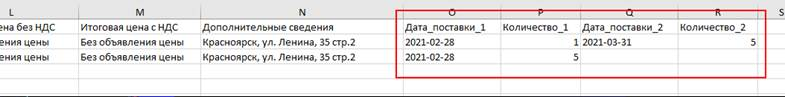 L M N O P Q R S
ена без НДС Итоговая цена с НДС Дополнительные сведения Дата_поставки_1 Количество_1 Дата_поставки_2 Количество_2
ления цены Без объявления цены Красноярск, ул. Ленина, 35 стр.2 2021-02-28 1 2021-03-31 5
ления цены Без объявления цены Красноярск, ул. Ленина, 35 стр.2 2021-02-28 5